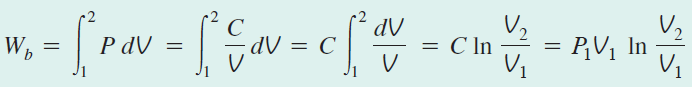 W_b = ∫_1^2 P dV = ∫_1^2 C/V dV = C ∫_1^2 dV/V = C ln V_2/V_1 = P_1V_1 ln V_2/V_1